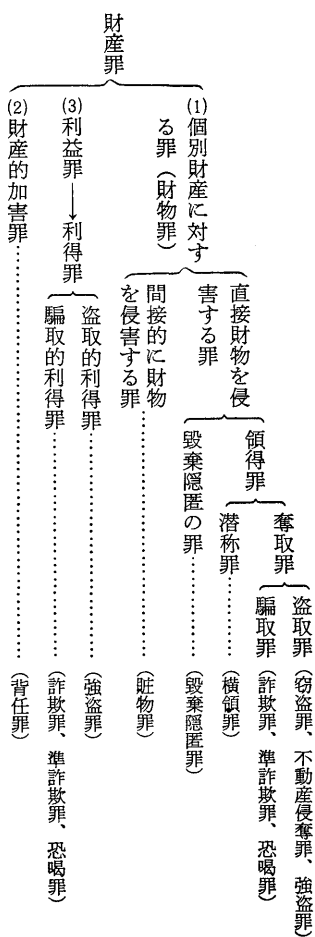 財産罪
(1)個別財産に対す
る罪（財物罪）
直接財物を侵
害する罪
領得罪
奪取罪
盗取罪
（窃盗罪、不動産侵奪罪、強盗罪）
騙取罪
（詐欺罪、準詐欺罪、恐喝罪）
潜称罪……（横領罪）
毀棄隠匿の罪……（毀棄隠匿罪）
間接的に財物
を侵害する罪……（賍物罪）
(3)利益罪→利得罪
盗取的利得罪……（強盗罪）
騙取的利得罪……（詐欺罪、準詐欺罪、恐喝罪）
(2)財産的加害罪……（背任罪）